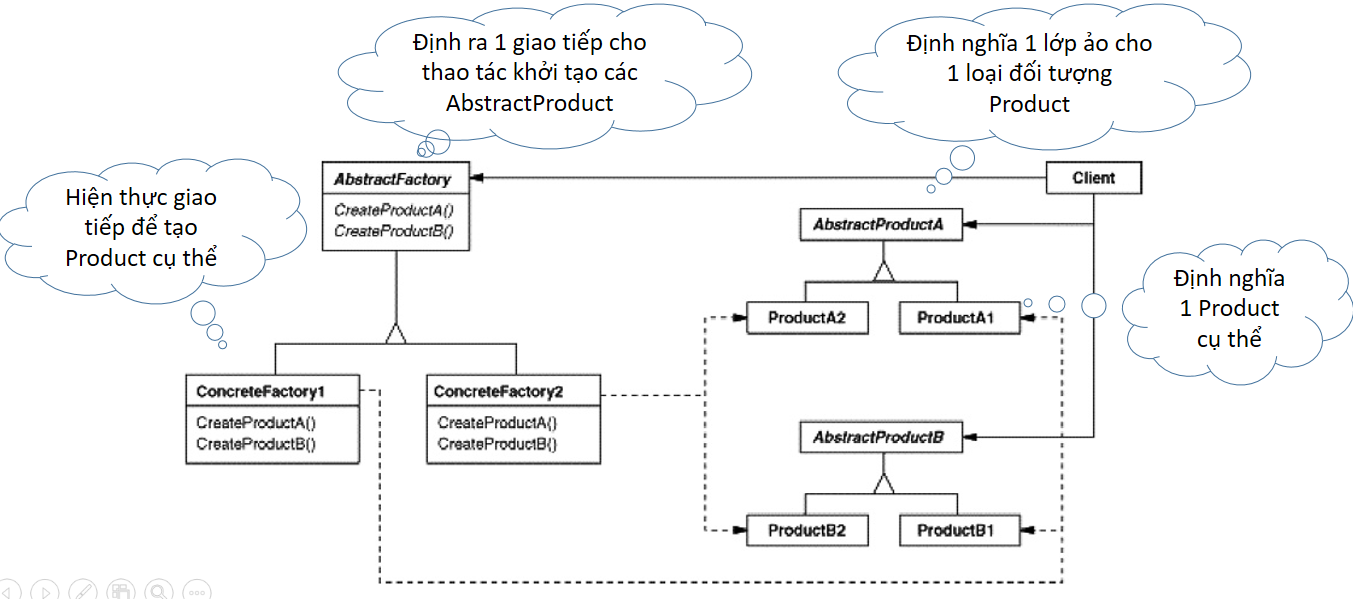 Định ra 1 giao tiếp cho
thao tác khởi tạo các
AbstractProduct
Định nghĩa 1 lớp ảo cho
1 loại đối tượng
Product
Hiện thực giao
tiếp để tạo
Product cụ thể
AbstractFactory
CreateProductA()
CreateProductB()
Client
AbstractProductA
Định nghĩa
1 Product
cụ thể
ProductA2
ProductA1
ConcreteFactory1
CreateProductA()
CreateProductB()
ConcreteFactory2
CreateProductA()
CreateProductB()
AbstractProductB
ProductB2
ProductB1